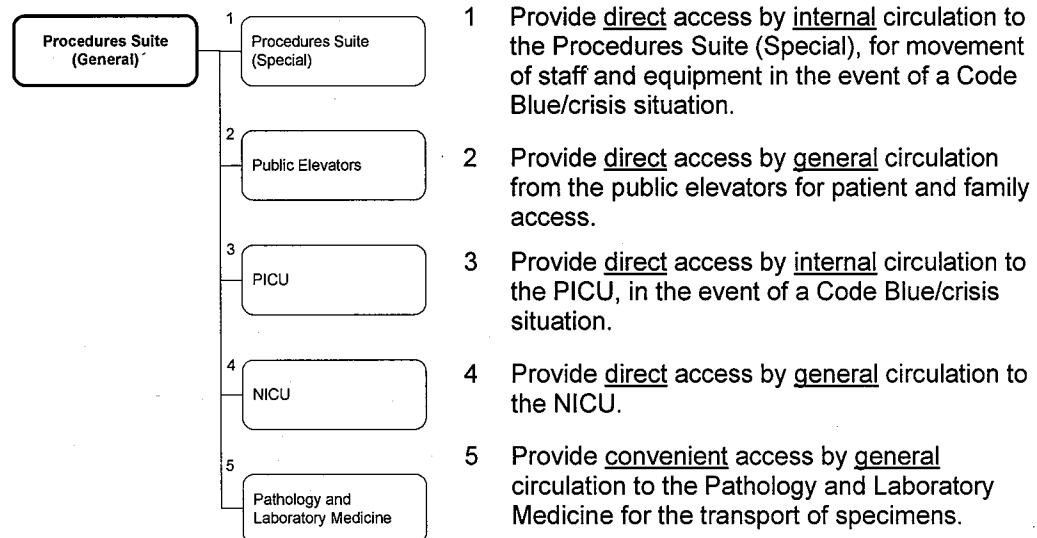 Procedures Suite
(General)
1
Procedures Suite
(Special)
2
Public Elevators
3
PICU
4
NICU
5
Pathology and
Laboratory Medicine
1 Provide direct access by internal circulation to
the Procedures Suite (Special), for movement
of staff and equipment in the event of a Code
Blue/crisis situation.
2 Provide direct access by general circulation
from the public elevators for patient and family
access.
3 Provide direct access by internal circulation to
the PICU, in the event of a Code Blue/crisis
situation.
4 Provide direct access by general circulation to
the NICU.
5 Provide convenient access by general
circulation to the Pathology and Laboratory
Medicine for the transport of specimens.